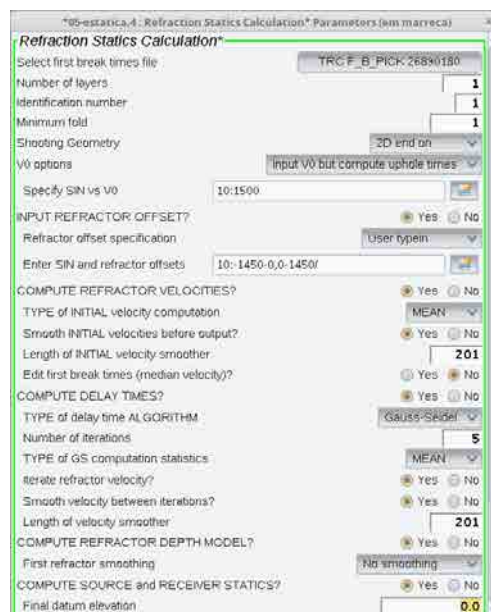 *05-estatica,4 : Refraction Statics Calculation* Parameters (em marreca)
Refraction Statics Calculation*
Select first break times file TRC F_B_PICK 26890180
Number of layers 1
Identification number 1
Minimum fold 1
Shooting Geometry 2D end on
V0 options Input V0 but compute uphole times
Specify SIN vs V0 10:1500
INPUT REFRACTOR OFFSET? Yes No
Refractor offset specification User typein
Enter SIN and refractor offsets 10:-1450-0,0-1450/
COMPUTE REFRACTOR VELOCITIES? Yes No
TYPE of INITIAL velocity computation MEAN
Smooth INITIAL velocities before output? Yes No
Length of INITIAL velocity smoother 201
Edit first break times (median velocity)? Yes No
COMPUTE DELAY TIMES? Yes No
TYPE of delay time ALGORITHM Gauss-Seidel
Number of iterations 5
TYPE of GS computation statistics MEAN
Iterate refractor velocity? Yes No
Smooth velocity between iterations? Yes No
Length of velocity smoother 201
COMPUTE REFRACTOR DEPTH MODEL? Yes No
First refractor smoothing No smoothing
COMPUTE SOURCE and RECEIVER STATICS? Yes No
Final datum elevation 0.0